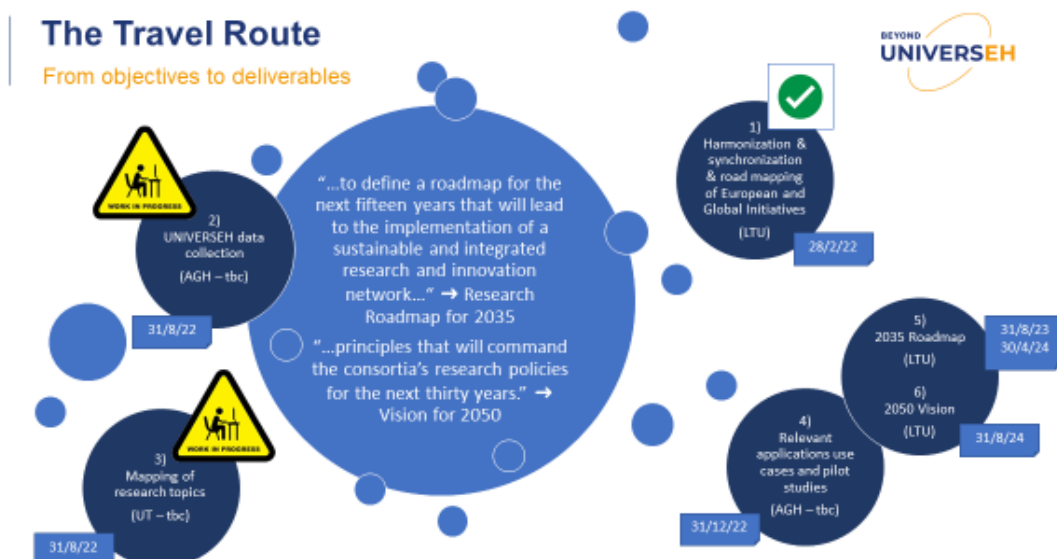 The Travel Route
From objectives to deliverables
BEYOND
UNIVERSEH
1)
Harmonization &
synchronization
& road mapping
of European and
Global Initiatives
(LTU)
28/2/22
WORK IN PROGRESS
2)
UNIVERSEH data
collection
(AGH – tbc)
31/8/22
"...to define a roadmap for the
next fifteen years that will lead
to the implementation of a
sustainable and integrated
research and innovation
network..." → Research
Roadmap for 2035
"...principles that will command
the consortia's research policies
for the next thirty years." →
Vision for 2050
WORK IN PROGRESS
3)
Mapping of
research topics
(UT – tbc)
31/8/22
4)
Relevant
applications use
cases and pilot
studies
(AGH – tbc)
31/12/22
5)
2035 Roadmap
(LTU)
31/8/23
30/4/24
6)
2050 Vision
(LTU)
31/8/24